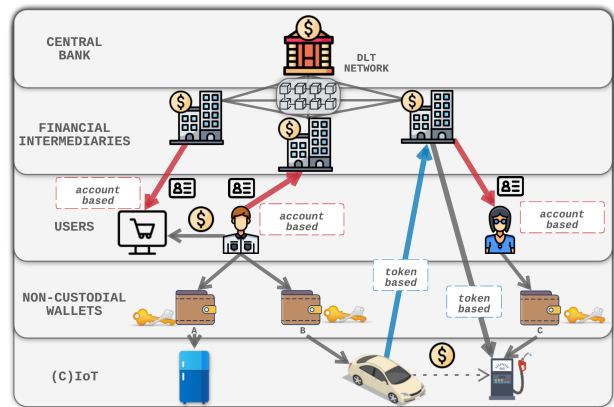 CENTRAL
BANK
DLT
NETWORK
$
$
$
$
FINANCIAL
INTERMEDIARIES
account
based
account
based
account
based
USERS
$
token
based
token
based
NON-CUSTODIAL
WALLETS
A
B
C
(C)IoT
$